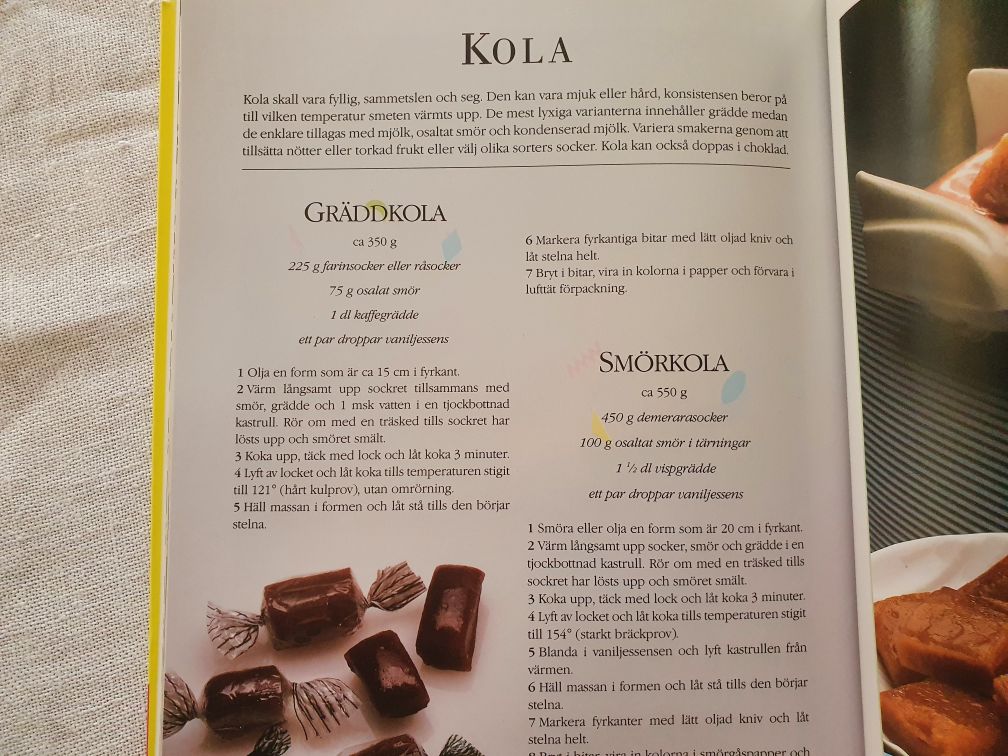 KOLA
Kola skall vara fyllig, sammetslen och seg. Den kan vara mjuk eller hård, konsistensen beror på
till vilken temperatur smeten värmts upp. De mest lyxiga varianterna innehåller grädde medan
de enklare tillagas med mjölk, osaltat smör och kondenserad mjölk. Variera smakerna genom att
tillsätta nötter eller torkad frukt eller välj olika sorters socker. Kola kan också doppas i choklad.
GRÄDDKOLA
ca 350 g
225 g farinsocker eller råsocker
75 g osalat smör
1 dl kaffegrädde
ett par droppar vaniljessens
1 Olja en form som är ca 15 cm i fyrkant.
2 Värm långsamt upp sockret tillsammans med
smör, grädde och 1 msk vatten i en tjockbottnad
kastrull. Rör om med en träsked tills sockret har
lösts upp och smöret smält.
3 Koka upp, täck med lock och låt koka 3 minuter.
4 Lyft av locket och låt koka tills temperaturen stigit
till 121° (hårt kulprov), utan omrörning.
5 Häll massan i formen och låt stå tills den börjar
stelna.
6 Markera fyrkantiga bitar med lätt oljad kniv och
låt stelna helt.
7 Bryt i bitar, vira in kolorna i papper och förvara i
lufttät förpackning.
SMÖRKOLA
ca 550 g
450 g demerarasocker
100 g osaltat smör i tärningar
1 ½ dl vispgrädde
ett par droppar vaniljessens
1 Smöra eller olja en form som är 20 cm i fyrkant.
2 Värm långsamt upp socker, smör och grädde i en
tjockbottnad kastrull. Rör om med en träsked tills
sockret har lösts upp och smöret smält.
3 Koka upp, täck med lock och låt koka 3 minuter.
4 Lyft av locket och låt koka tills temperaturen stigit
till 154° (starkt bräckprov).
5 Blanda i vaniljessensen och lyft kastrullen från
värmen.
6 Häll massan i formen och låt stå tills den börjar
stelna.
7 Markera fyrkanter med lätt oljad kniv och låt
stelna helt.
8 Bryt i bitar, vira in kolorna i smörgåspapper och